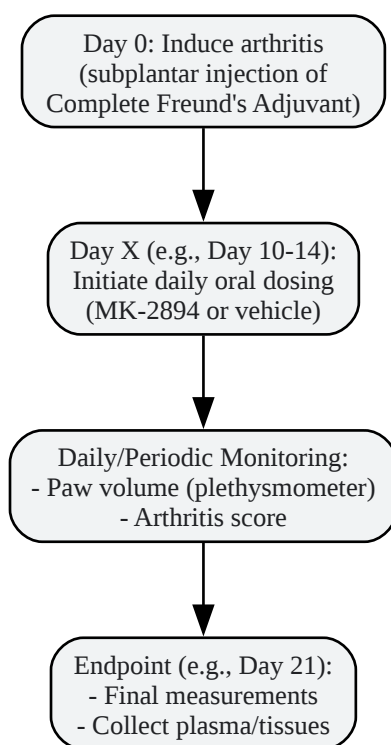 Day 0: Induce arthritis
(subplantar injection of
Complete Freund's Adjuvant)
Day X (e.g., Day 10-14):
Initiate daily oral dosing
(MK-2894 or vehicle)
Daily/Periodic Monitoring:
- Paw volume (plethysmometer)
- Arthritis score
Endpoint (e.g., Day 21):
- Final measurements
- Collect plasma/tissues